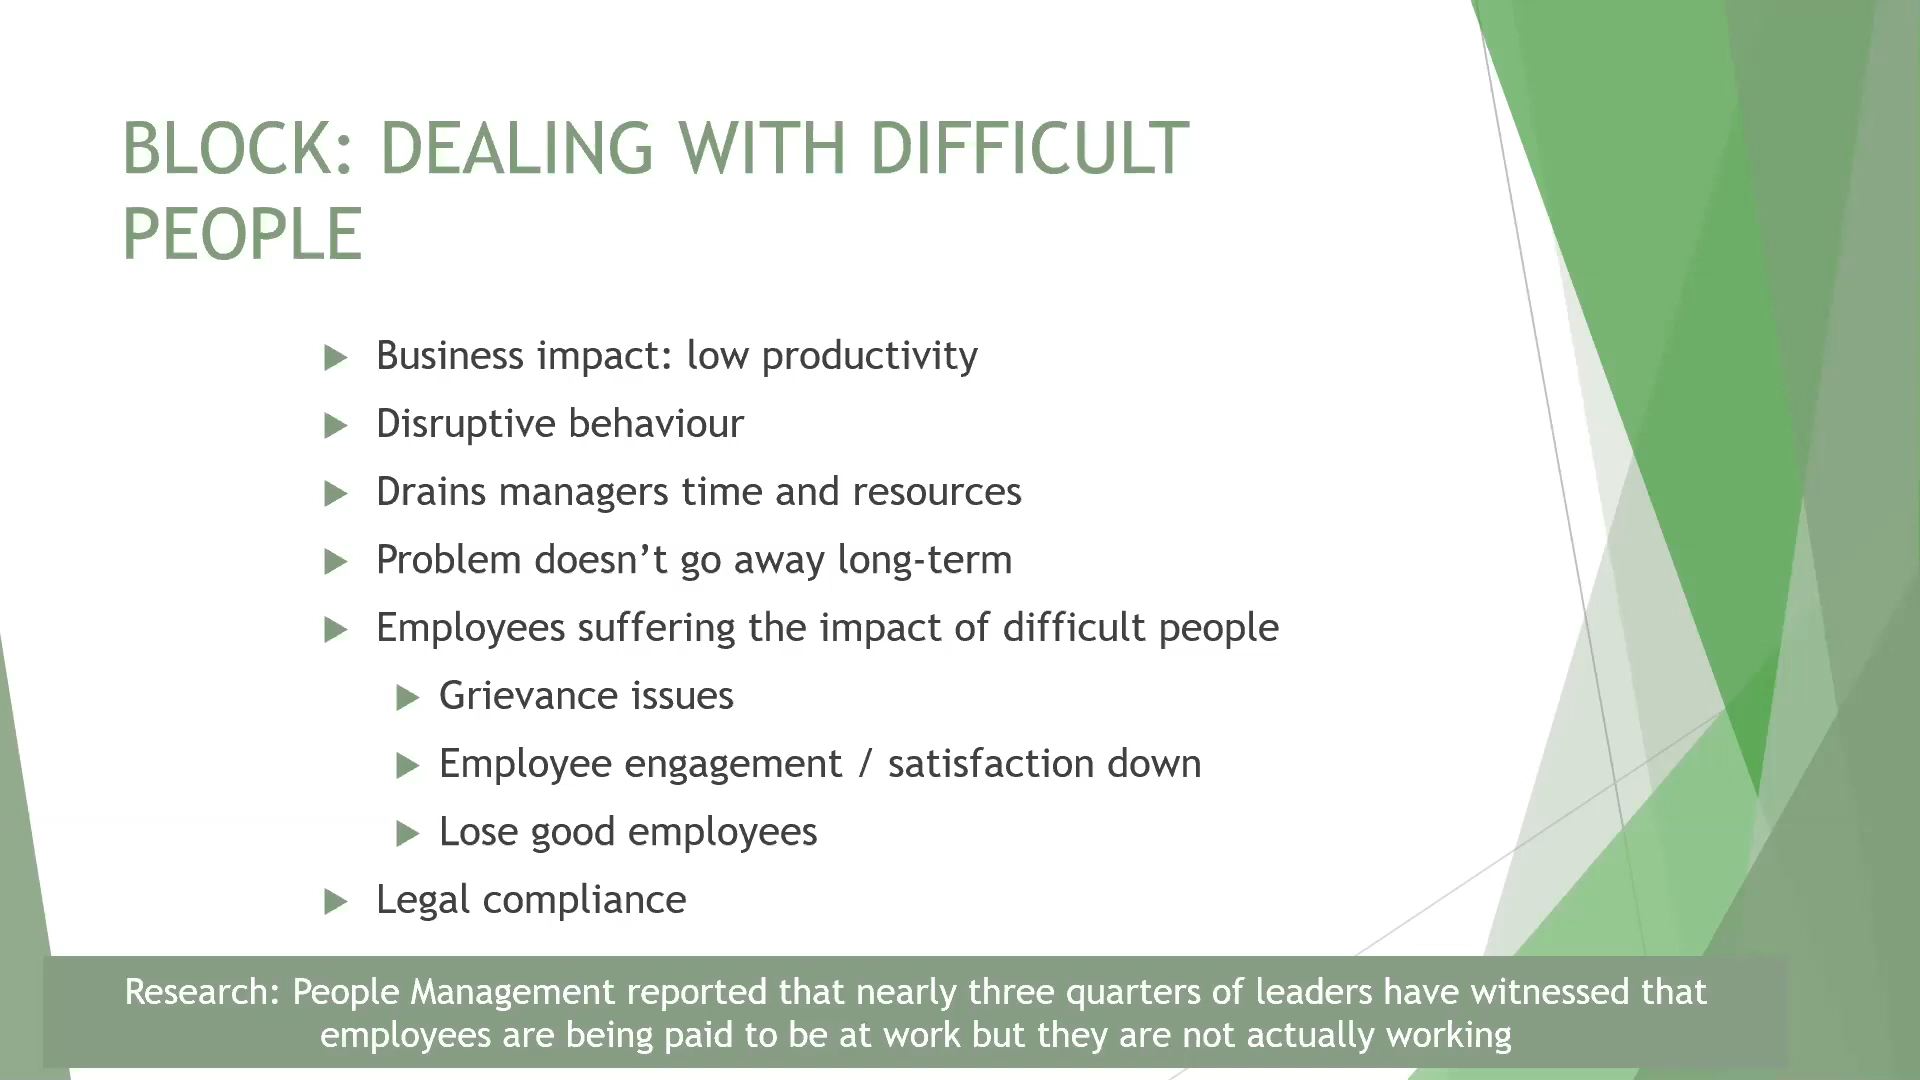 BLOCK: DEALING WITH DIFFICULT
PEOPLE
Business impact: low productivity
Disruptive behaviour
Drains managers time and resources
Problem doesn’t go away long-term
Employees suffering the impact of difficult people
Grievance issues
Employee engagement / satisfaction down
Lose good employees
Legal compliance
Research: People Management reported that nearly three quarters of leaders have witnessed that
employees are being paid to be at work but they are not actually working